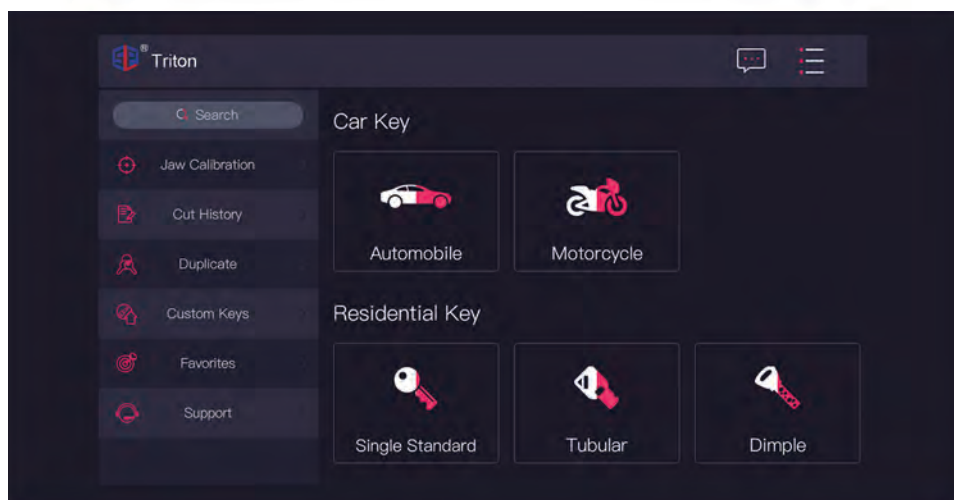 ® Triton
Search
Jaw Calibration
Cut History
Duplicate
Custom Keys
Favorites
Support
Car Key
Automobile
Motorcycle
Residential Key
Single Standard
Tubular
Dimple